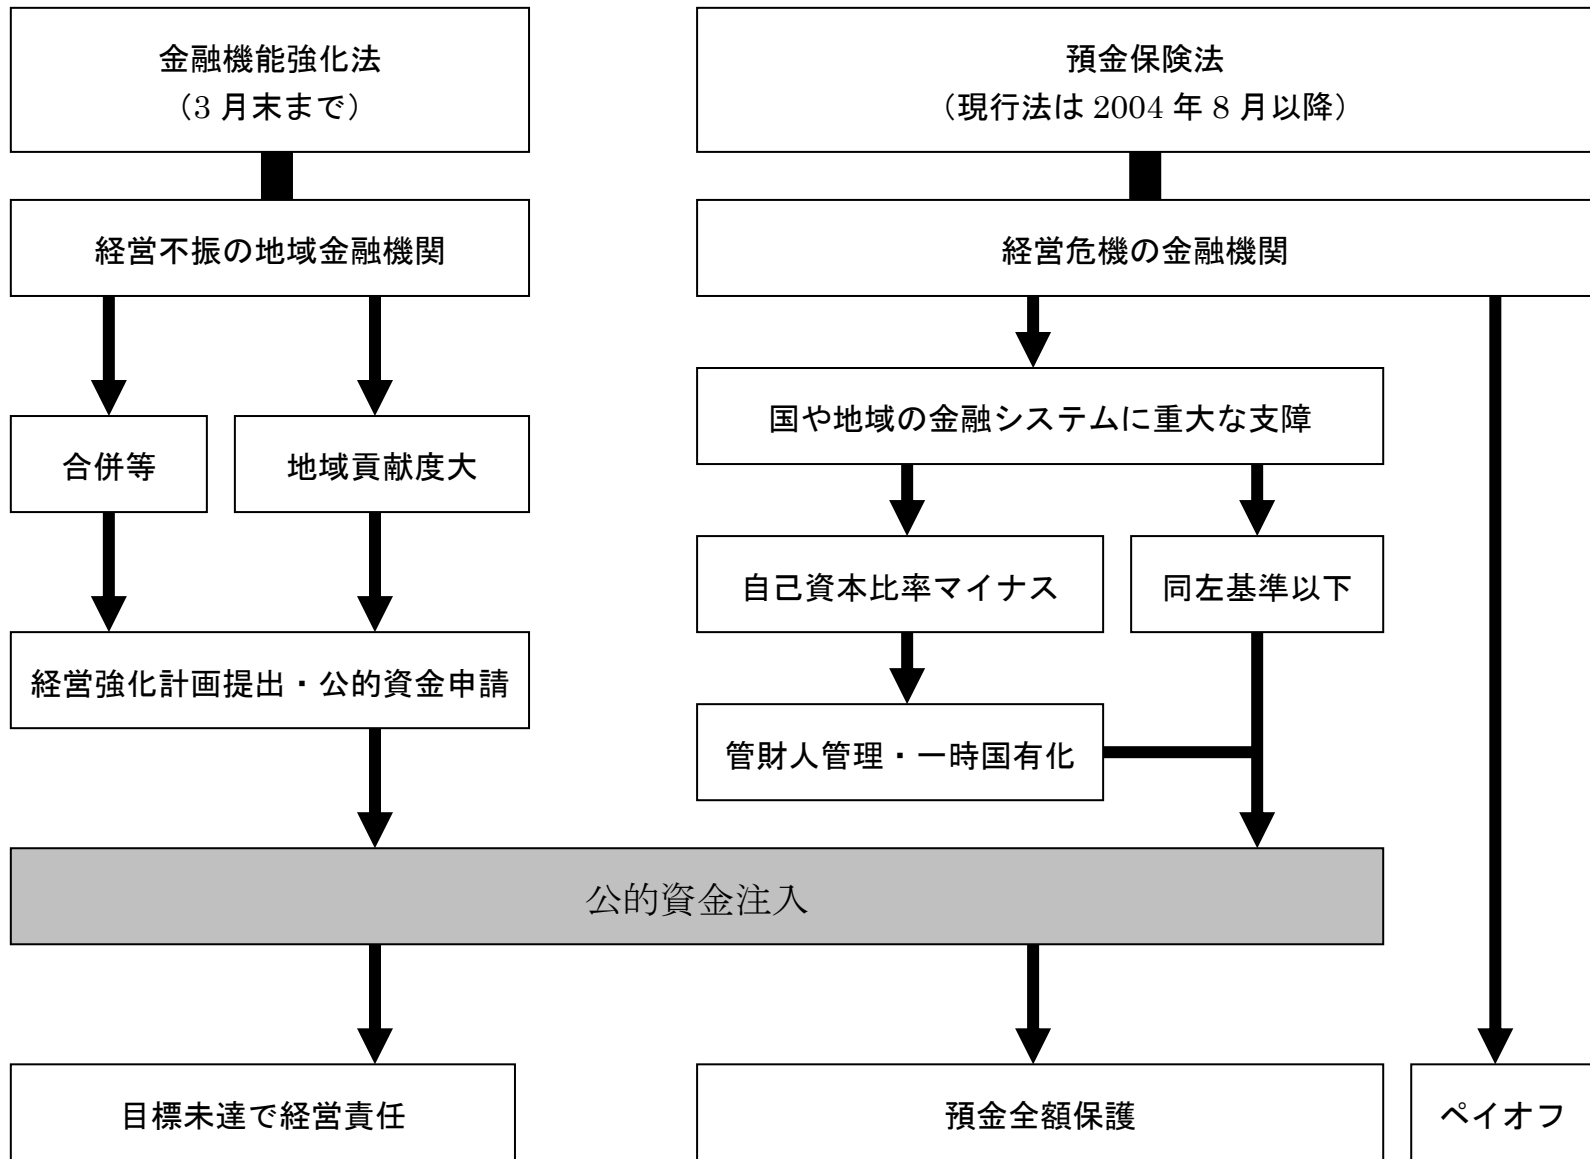 金融機能強化法
（3 月末まで）
預金保険法
（現行法は 2004 年 8 月以降）
経営不振の地域金融機関
経営危機の金融機関
国や地域の金融システムに重大な支障
合併等
地域貢献度大
自己資本比率マイナス
同左基準以下
経営強化計画提出・公的資金申請
管財人管理・一時国有化
公的資金注入
目標未達で経営責任
預金全額保護
ペイオフ